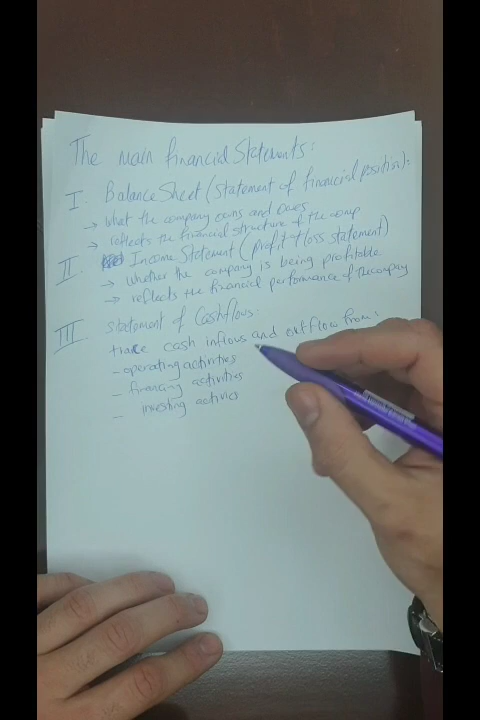 The main financial Statements:
I. Balance Sheet (Statement of financial position):
→ What the company owns and owes
→ reflects the financial structure of the comp
II. Income Statement (profit + loss statement)
→ whether the company is being profitable
→ reflects the financial performance of the company
III Statement of Cashflows:
trace cash inflows and outflow from:
- operating activities
- financing activities
- investing activies